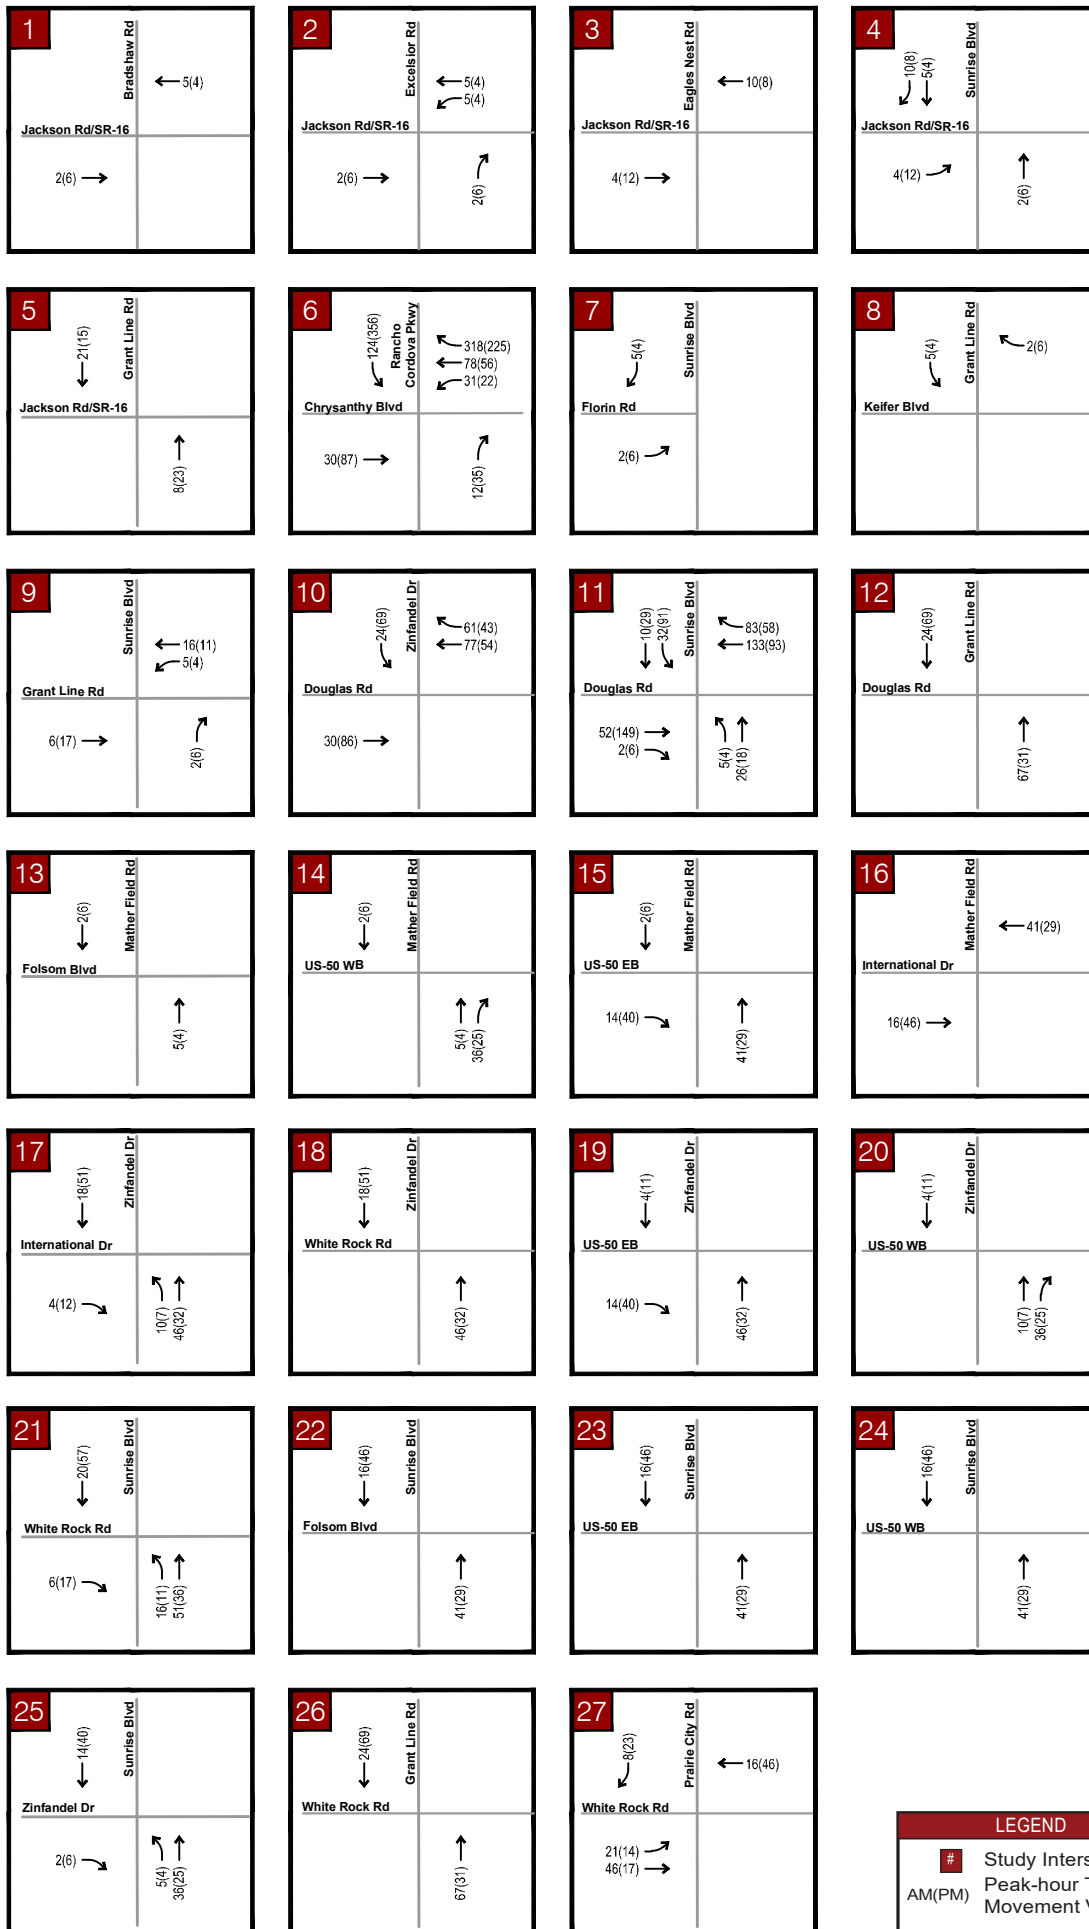 1
Bradshaw Rd
5(4)
Jackson Rd/SR-16
2(6)
2
Excelsior Rd
5(4)
5(4)
Jackson Rd/SR-16
2(6)
2(6)
3
Eagles Nest Rd
10(8)
Jackson Rd/SR-16
4(12)
4
10(8)
5(4)
Sunrise Blvd
Jackson Rd/SR-16
4(12)
2(6)
5
21(15)
Grant Line Rd
Jackson Rd/SR-16
8(23)
6
124(356)
Rancho
Cordova Pkwy
318(225)
78(56)
31(22)
Chrysanthy Blvd
30(87)
12(35)
7
5(4)
Sunrise Blvd
Florin Rd
2(6)
8
5(4)
Grant Line Rd
2(6)
Keifer Blvd
9
Sunrise Blvd
16(11)
5(4)
Grant Line Rd
6(17)
2(6)
10
24(69)
Zinfandel Dr
61(43)
77(54)
Douglas Rd
30(86)
11
10(29)
32(91)
Sunrise Blvd
83(58)
133(93)
Douglas Rd
52(149)
2(6)
5(4)
26(18)
12
24(69)
Grant Line Rd
Douglas Rd
67(31)
13
2(6)
Mather Field Rd
Folsom Blvd
5(4)
14
2(6)
Mather Field Rd
US-50 WB
5(4)
36(25)
15
2(6)
Mather Field Rd
US-50 EB
14(40)
41(29)
16
Mather Field Rd
41(29)
International Dr
16(46)
17
18(51)
Zinfandel Dr
International Dr
4(12)
10(7)
46(32)
18
18(51)
Zinfandel Dr
White Rock Rd
46(32)
19
4(11)
Zinfandel Dr
US-50 EB
14(40)
46(32)
20
4(11)
Zinfandel Dr
US-50 WB
10(7)
36(25)
21
20(57)
Sunrise Blvd
White Rock Rd
6(17)
16(11)
51(36)
22
16(46)
Sunrise Blvd
Folsom Blvd
41(29)
23
16(46)
Sunrise Blvd
US-50 EB
41(29)
24
16(46)
Sunrise Blvd
US-50 WB
41(29)
25
14(40)
Sunrise Blvd
Zinfandel Dr
2(6)
5(4)
36(25)
26
24(69)
Grant Line Rd
White Rock Rd
67(31)
27
8(23)
Prairie City Rd
16(46)
White Rock Rd
21(14)
46(17)
LEGEND
# Study Inters
AM(PM) Peak-hour T
Movement V